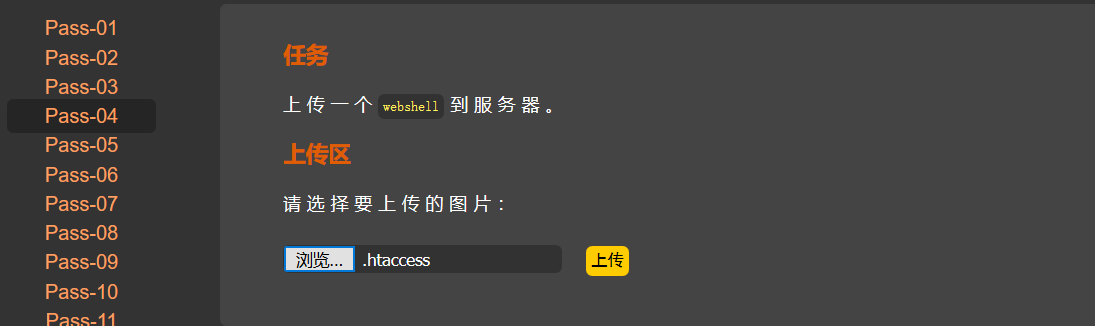 Pass-01
Pass-02
Pass-03
Pass-04
Pass-05
Pass-06
Pass-07
Pass-08
Pass-09
Pass-10
Pass-11
任务
上传一个 webshell 到服务器。
上传区
请选择要上传的图片：
浏览... .htaccess 上传